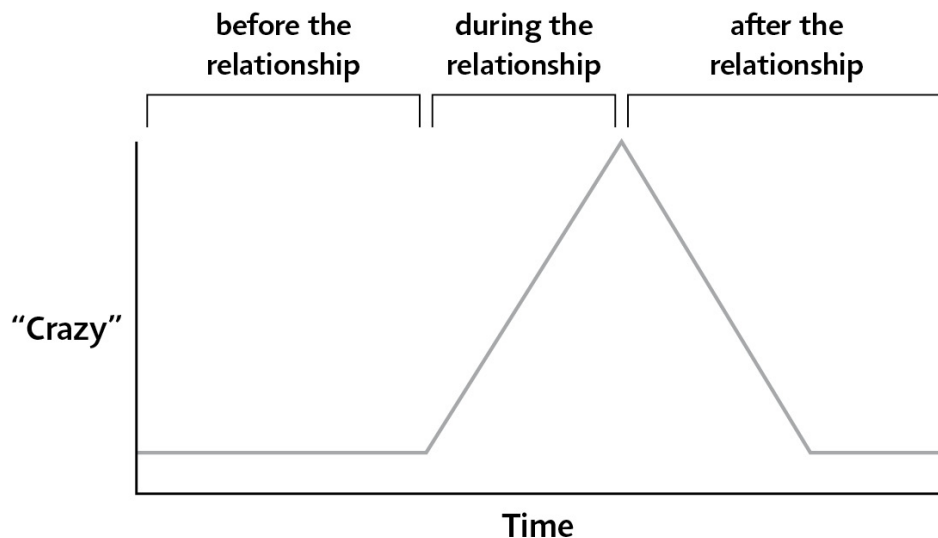 before the
relationship
during the
relationship
after the
relationship
“Crazy”
Time